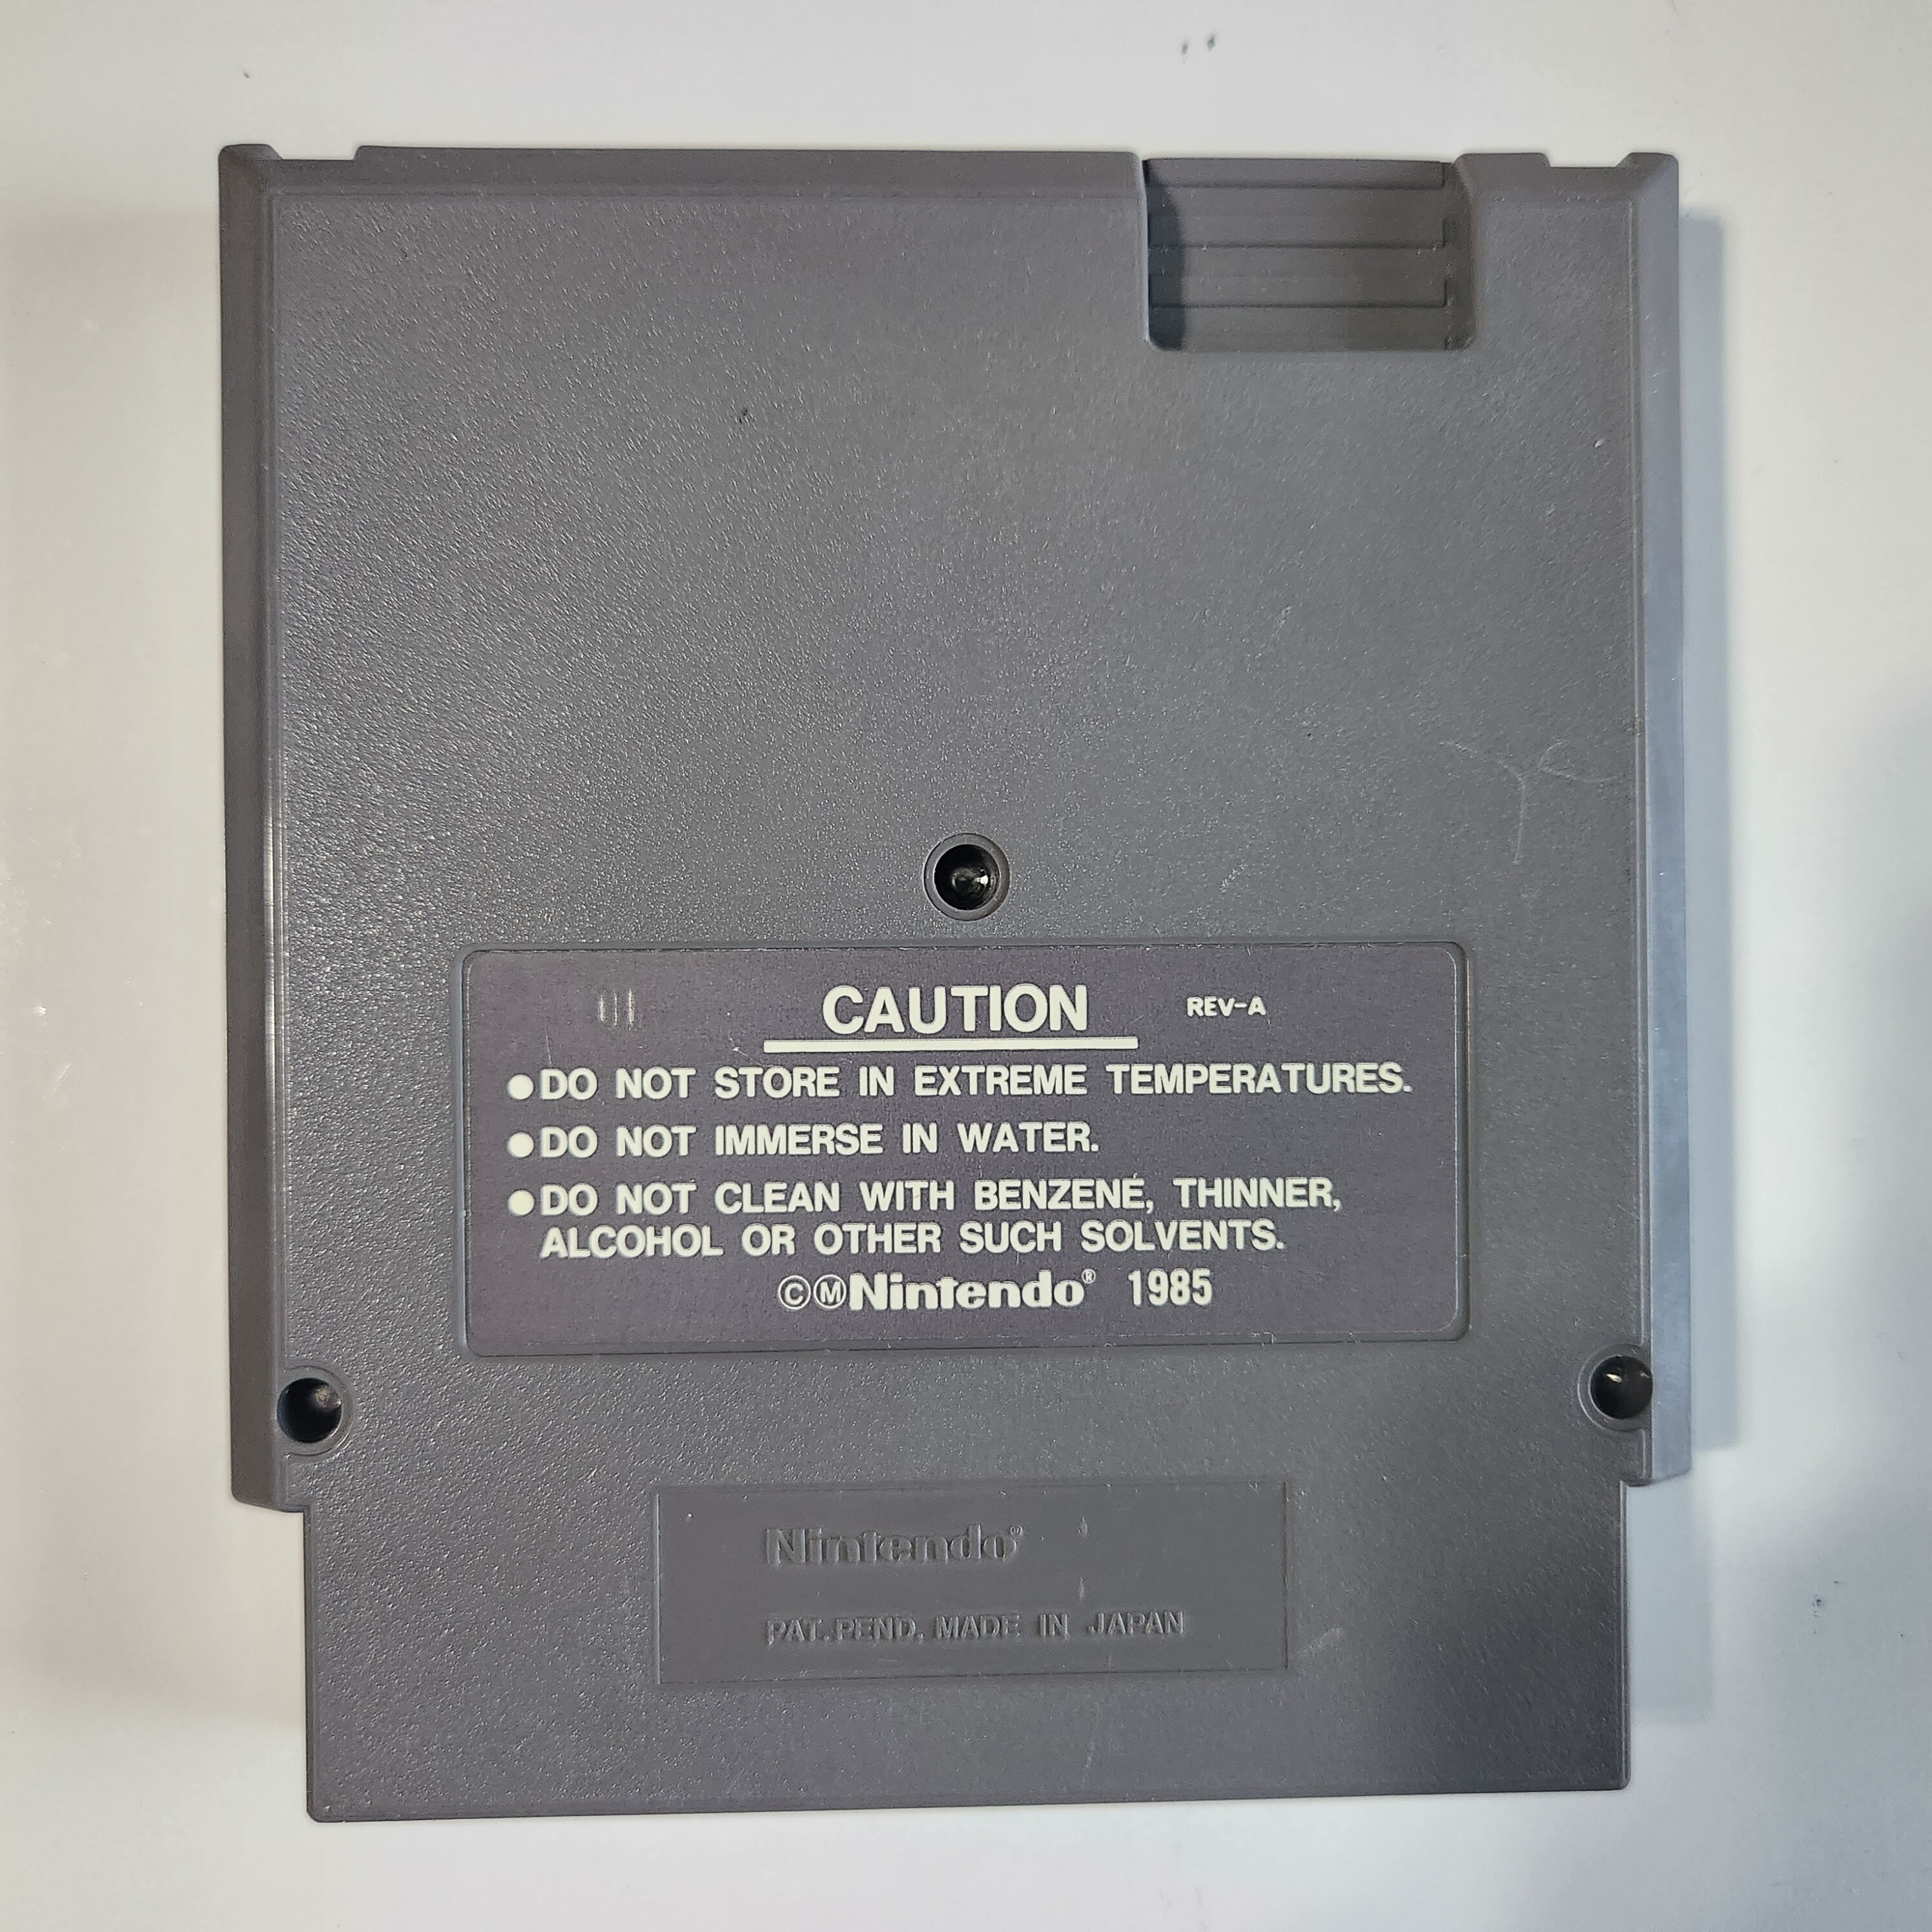 CAUTION REV-A
●DO NOT STORE IN EXTREME TEMPERATURES.
●DO NOT IMMERSE IN WATER.
●DO NOT CLEAN WITH BENZENE, THINNER,
ALCOHOL OR OTHER SUCH SOLVENTS.
ⒸⓂNintendo® 1985
Nintendo®
PAT. PEND. MADE IN JAPAN